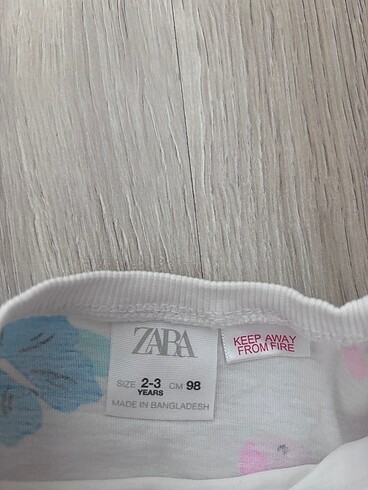 ZARA
SIZE 2-3 YEARS CM 98
MADE IN BANGLADESH
KEEP AWAY
FROM FIRE